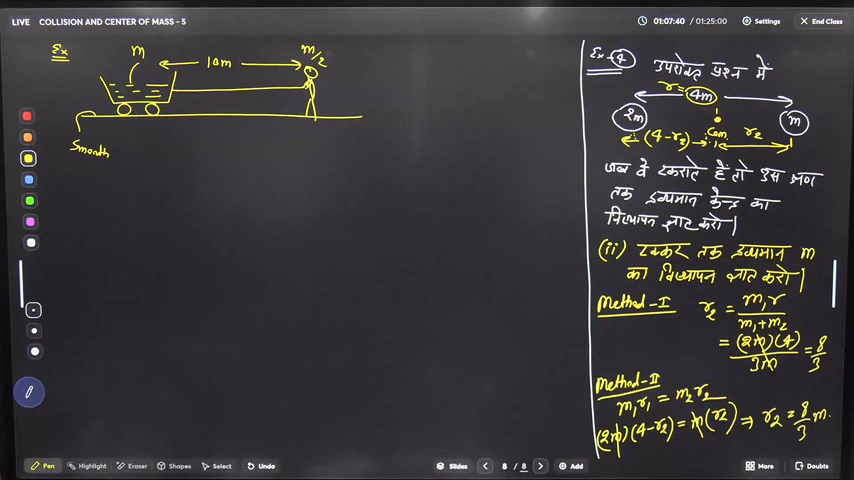 LIVE COLLISION AND CENTER OF MASS - 5
01:07:40 / 01:25:00
Settings
End Class
Ex
m
10m
m/2
Smooth
Ex-4 उपरोक्त प्रश्न में
r = 4m
2m
m
Com
r₂
(4-r₂)
जब वे टकराते हैं तो उस क्षण
तक द्रव्यमान केन्द्र का
विस्थापन ज्ञात करो।
(ii) टक्कर तक द्रव्यमान m
का विस्थापन ज्ञात करो।
Method-I r₂ = m₁r/(m₁+m₂)
= (2m)(4)/3m = 8/3
Method-II
m₁r₁ = m₂r₂
(2m)(4-r₂) = m(r₂) ⇒ r₂ = 8/3 m.
Pen
Highlight
Eraser
Shapes
Select
Undo
Slides
8 / 8
Add
More
Doubts